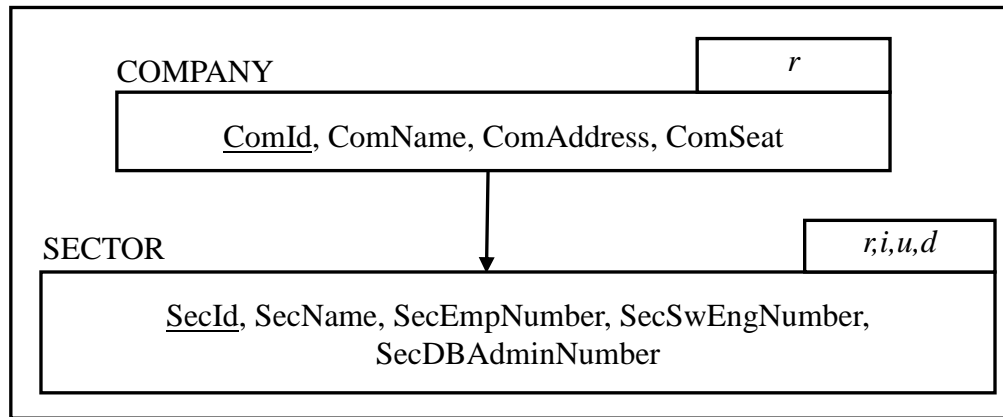 r
COMPANY
ComId, ComName, ComAddress, ComSeat
r,i,u,d
SECTOR
SecId, SecName, SecEmpNumber, SecSwEngNumber,
SecDBAdminNumber